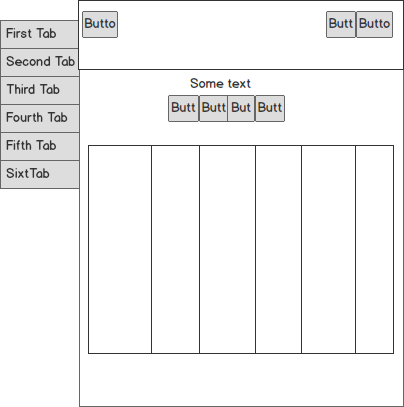 Butto Butt Butto
First Tab
Second Tab
Third Tab
Fourth Tab
Fifth Tab
SixtTab
Some text
Butt Butt But Butt